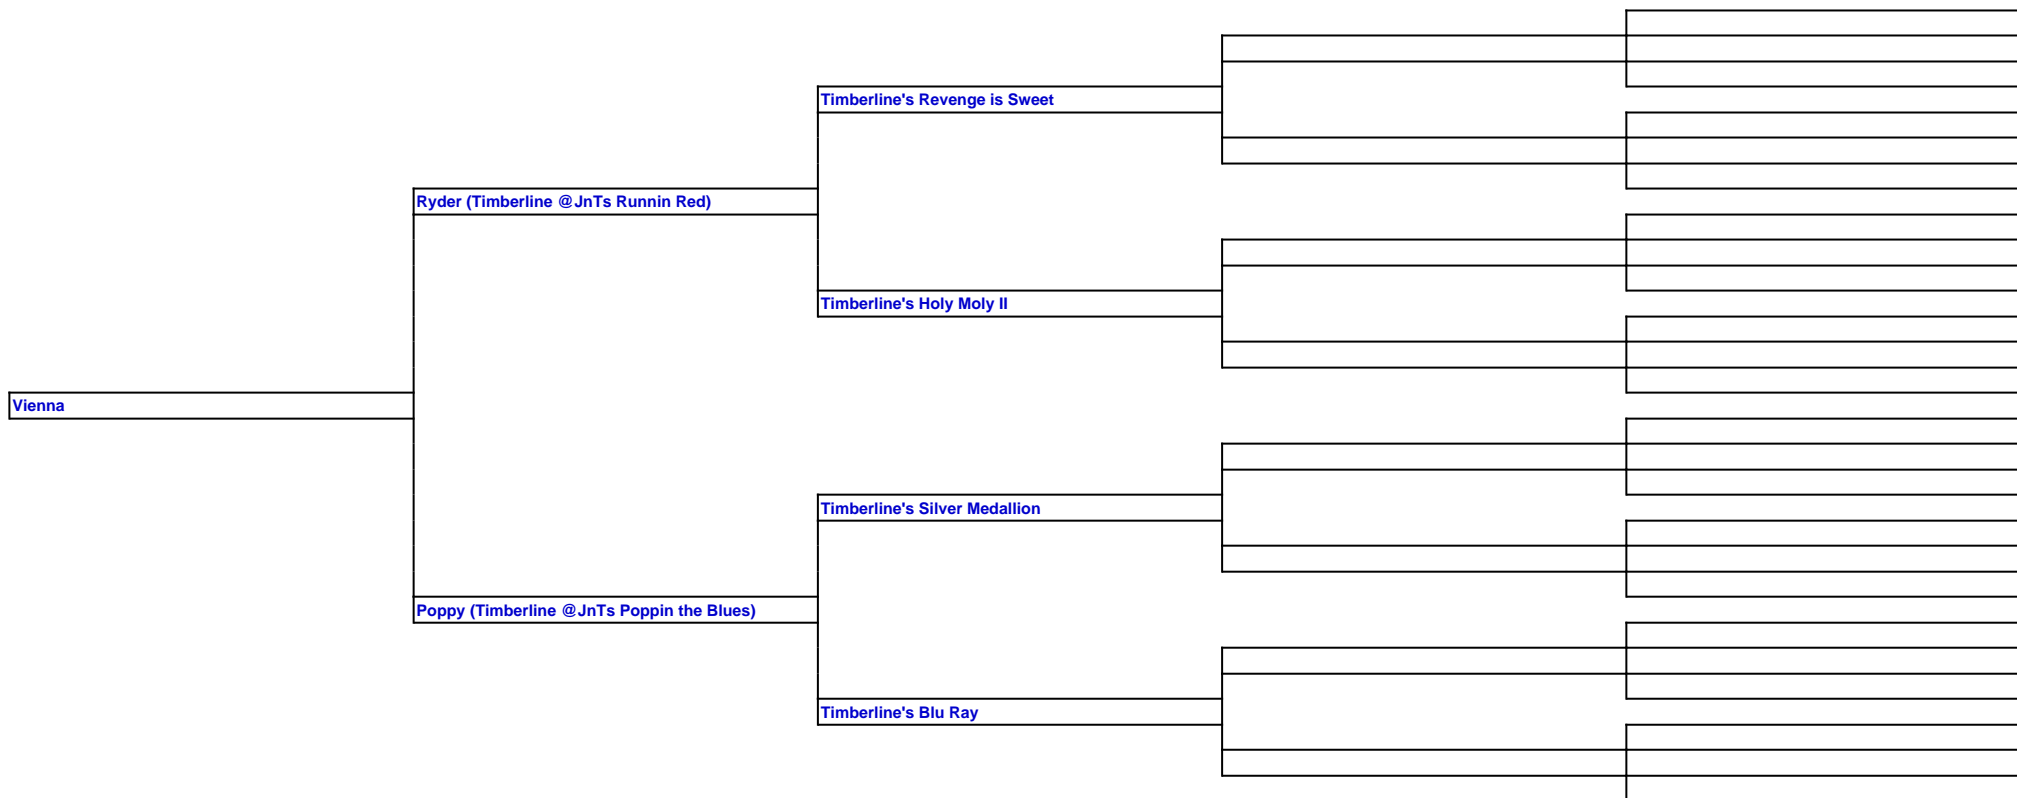 Timberline's Revenge is Sweet
Ryder (Timberline @JnTs Runnin Red)
Timberline's Holy Moly II
Vienna
Timberline's Silver Medallion
Poppy (Timberline @JnTs Poppin the Blues)
Timberline's Blu Ray